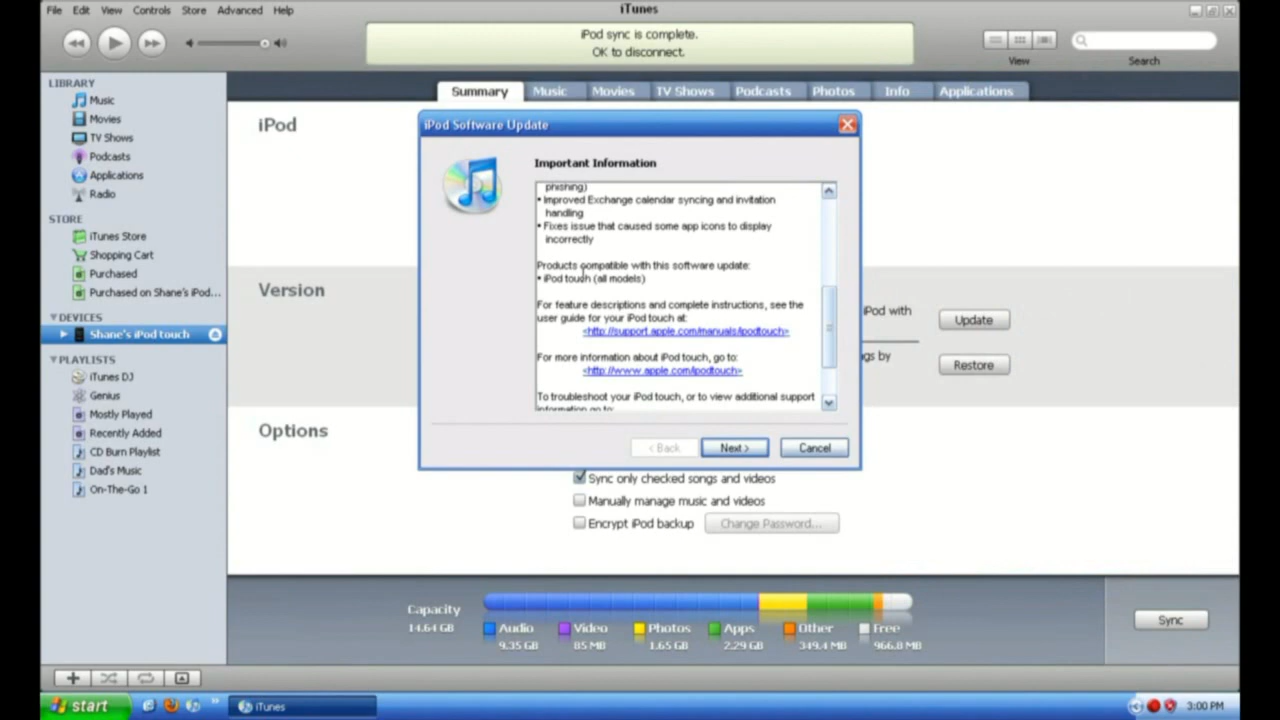 File Edit View Controls Store Advanced Help
iTunes
iPod sync is complete.
OK to disconnect.
View
Search
LIBRARY
Music
Movies
TV Shows
Podcasts
Applications
Radio
STORE
iTunes Store
Shopping Cart
Purchased
Purchased on Shane's iPod...
DEVICES
Shane's iPod touch
PLAYLISTS
iTunes DJ
Genius
Mostly Played
Recently Added
CD Burn Playlist
Dad's Music
On-The-Go 1
Summary Music Movies TV Shows Podcasts Photos Info Applications
iPod
Version
Options
iPod Software Update
Important Information
phishing)
• Improved Exchange calendar syncing and invitation
handling
• Fixes issue that caused some app icons to display
incorrectly
Products compatible with this software update:
• iPod touch (all models)
For feature descriptions and complete instructions, see the
user guide for your iPod touch at:
<http://support.apple.com/manuals/ipodtouch>
For more information about iPod touch, go to:
<http://www.apple.com/ipodtouch>
To troubleshoot your iPod touch, or to view additional support
information go to:
< Back Next > Cancel
iPod with
Update
gs by
Restore
Sync only checked songs and videos
Manually manage music and videos
Encrypt iPod backup Change Password...
Capacity
14.64 GB
Audio Video Photos Apps Other Free
9.35 GB 85 MB 1.65 GB 2.29 GB 349.4 MB 966.8 MB
Sync
start
iTunes
3:00 PM